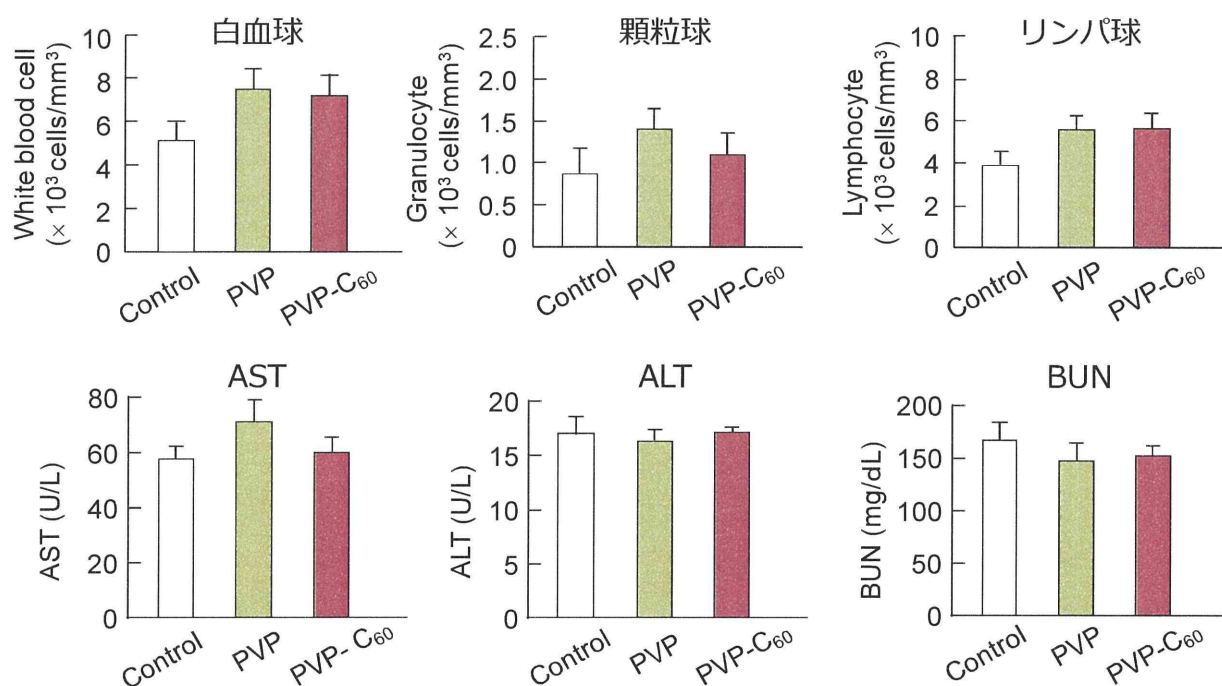 白血球
White blood cell
(× 10³ cells/mm³)
10
8
6
4
2
0
Control
PVP
PVP-C₆₀
顆粒球
Granulocyte
(× 10³ cells/mm³)
2.5
2.0
1.5
1.0
0.5
0
Control
PVP
PVP-C₆₀
リンパ球
Lymphocyte
(× 10³ cells/mm³)
10
8
6
4
2
0
Control
PVP
PVP-C₆₀
AST
AST (U/L)
80
60
40
20
0
Control
PVP
PVP- C₆₀
ALT
ALT (U/L)
20
15
10
5
0
Control
PVP
PVP-C₆₀
BUN
BUN (mg/dL)
200
150
100
50
0
Control
PVP
PVP-C₆₀